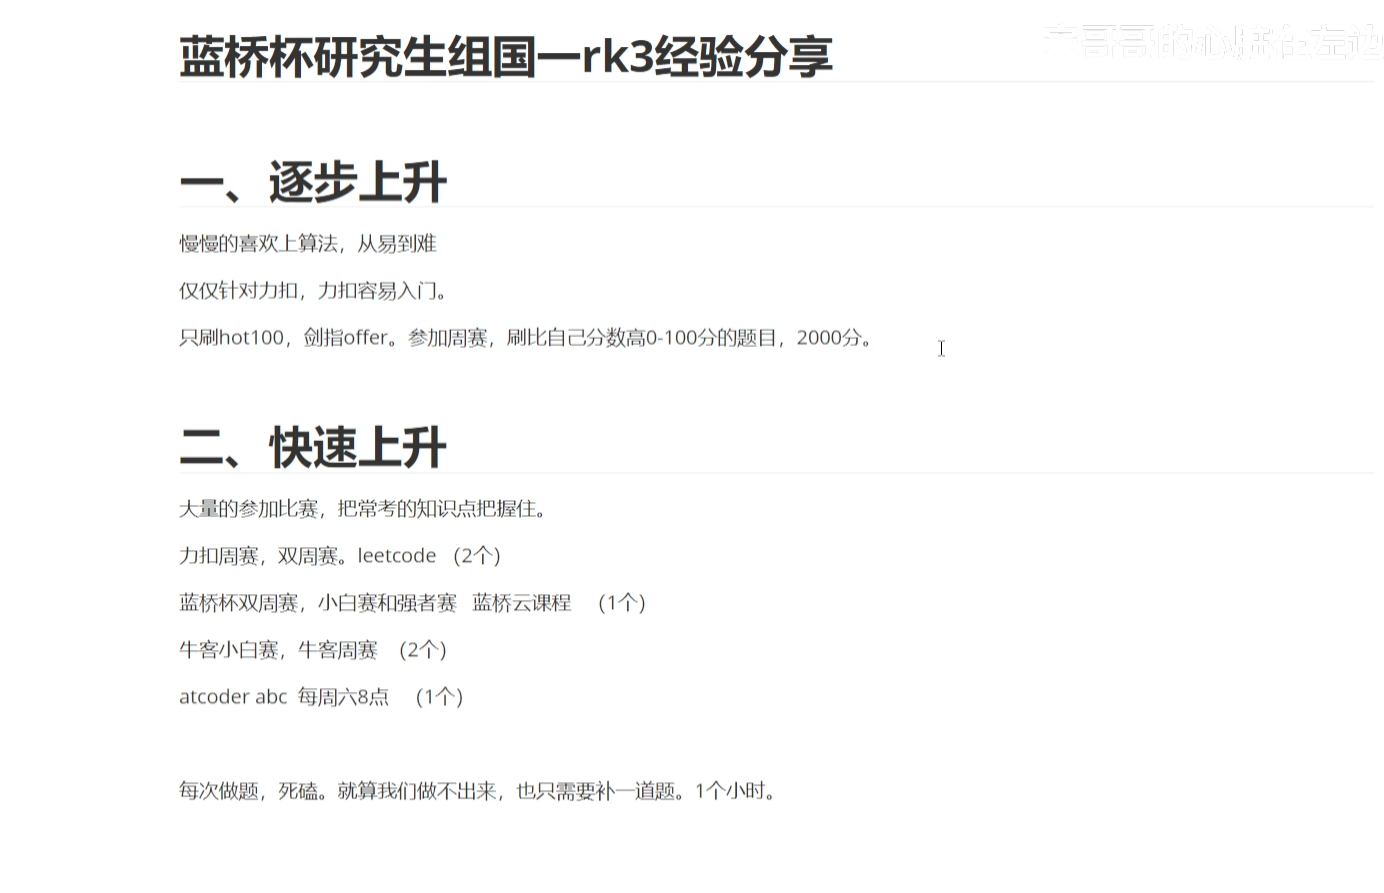 蓝桥杯研究生组国一rk3经验分享
一、逐步上升
慢慢的喜欢上算法，从易到难
仅仅针对力扣，力扣容易入门。
只刷hot100，剑指offer。参加周赛，刷比自己分数高0-100分的题目，2000分。
二、快速上升
大量的参加比赛，把常考的知识点把握住。
力扣周赛，双周赛。leetcode （2个）
蓝桥杯双周赛，小白赛和强者赛 蓝桥云课程 （1个）
牛客小白赛，牛客周赛 （2个）
atcoder abc 每周六8点 （1个）
每次做题，死磕。就算我们做不出来，也只需要补一道题。1个小时。
哥哥的心脏在左边